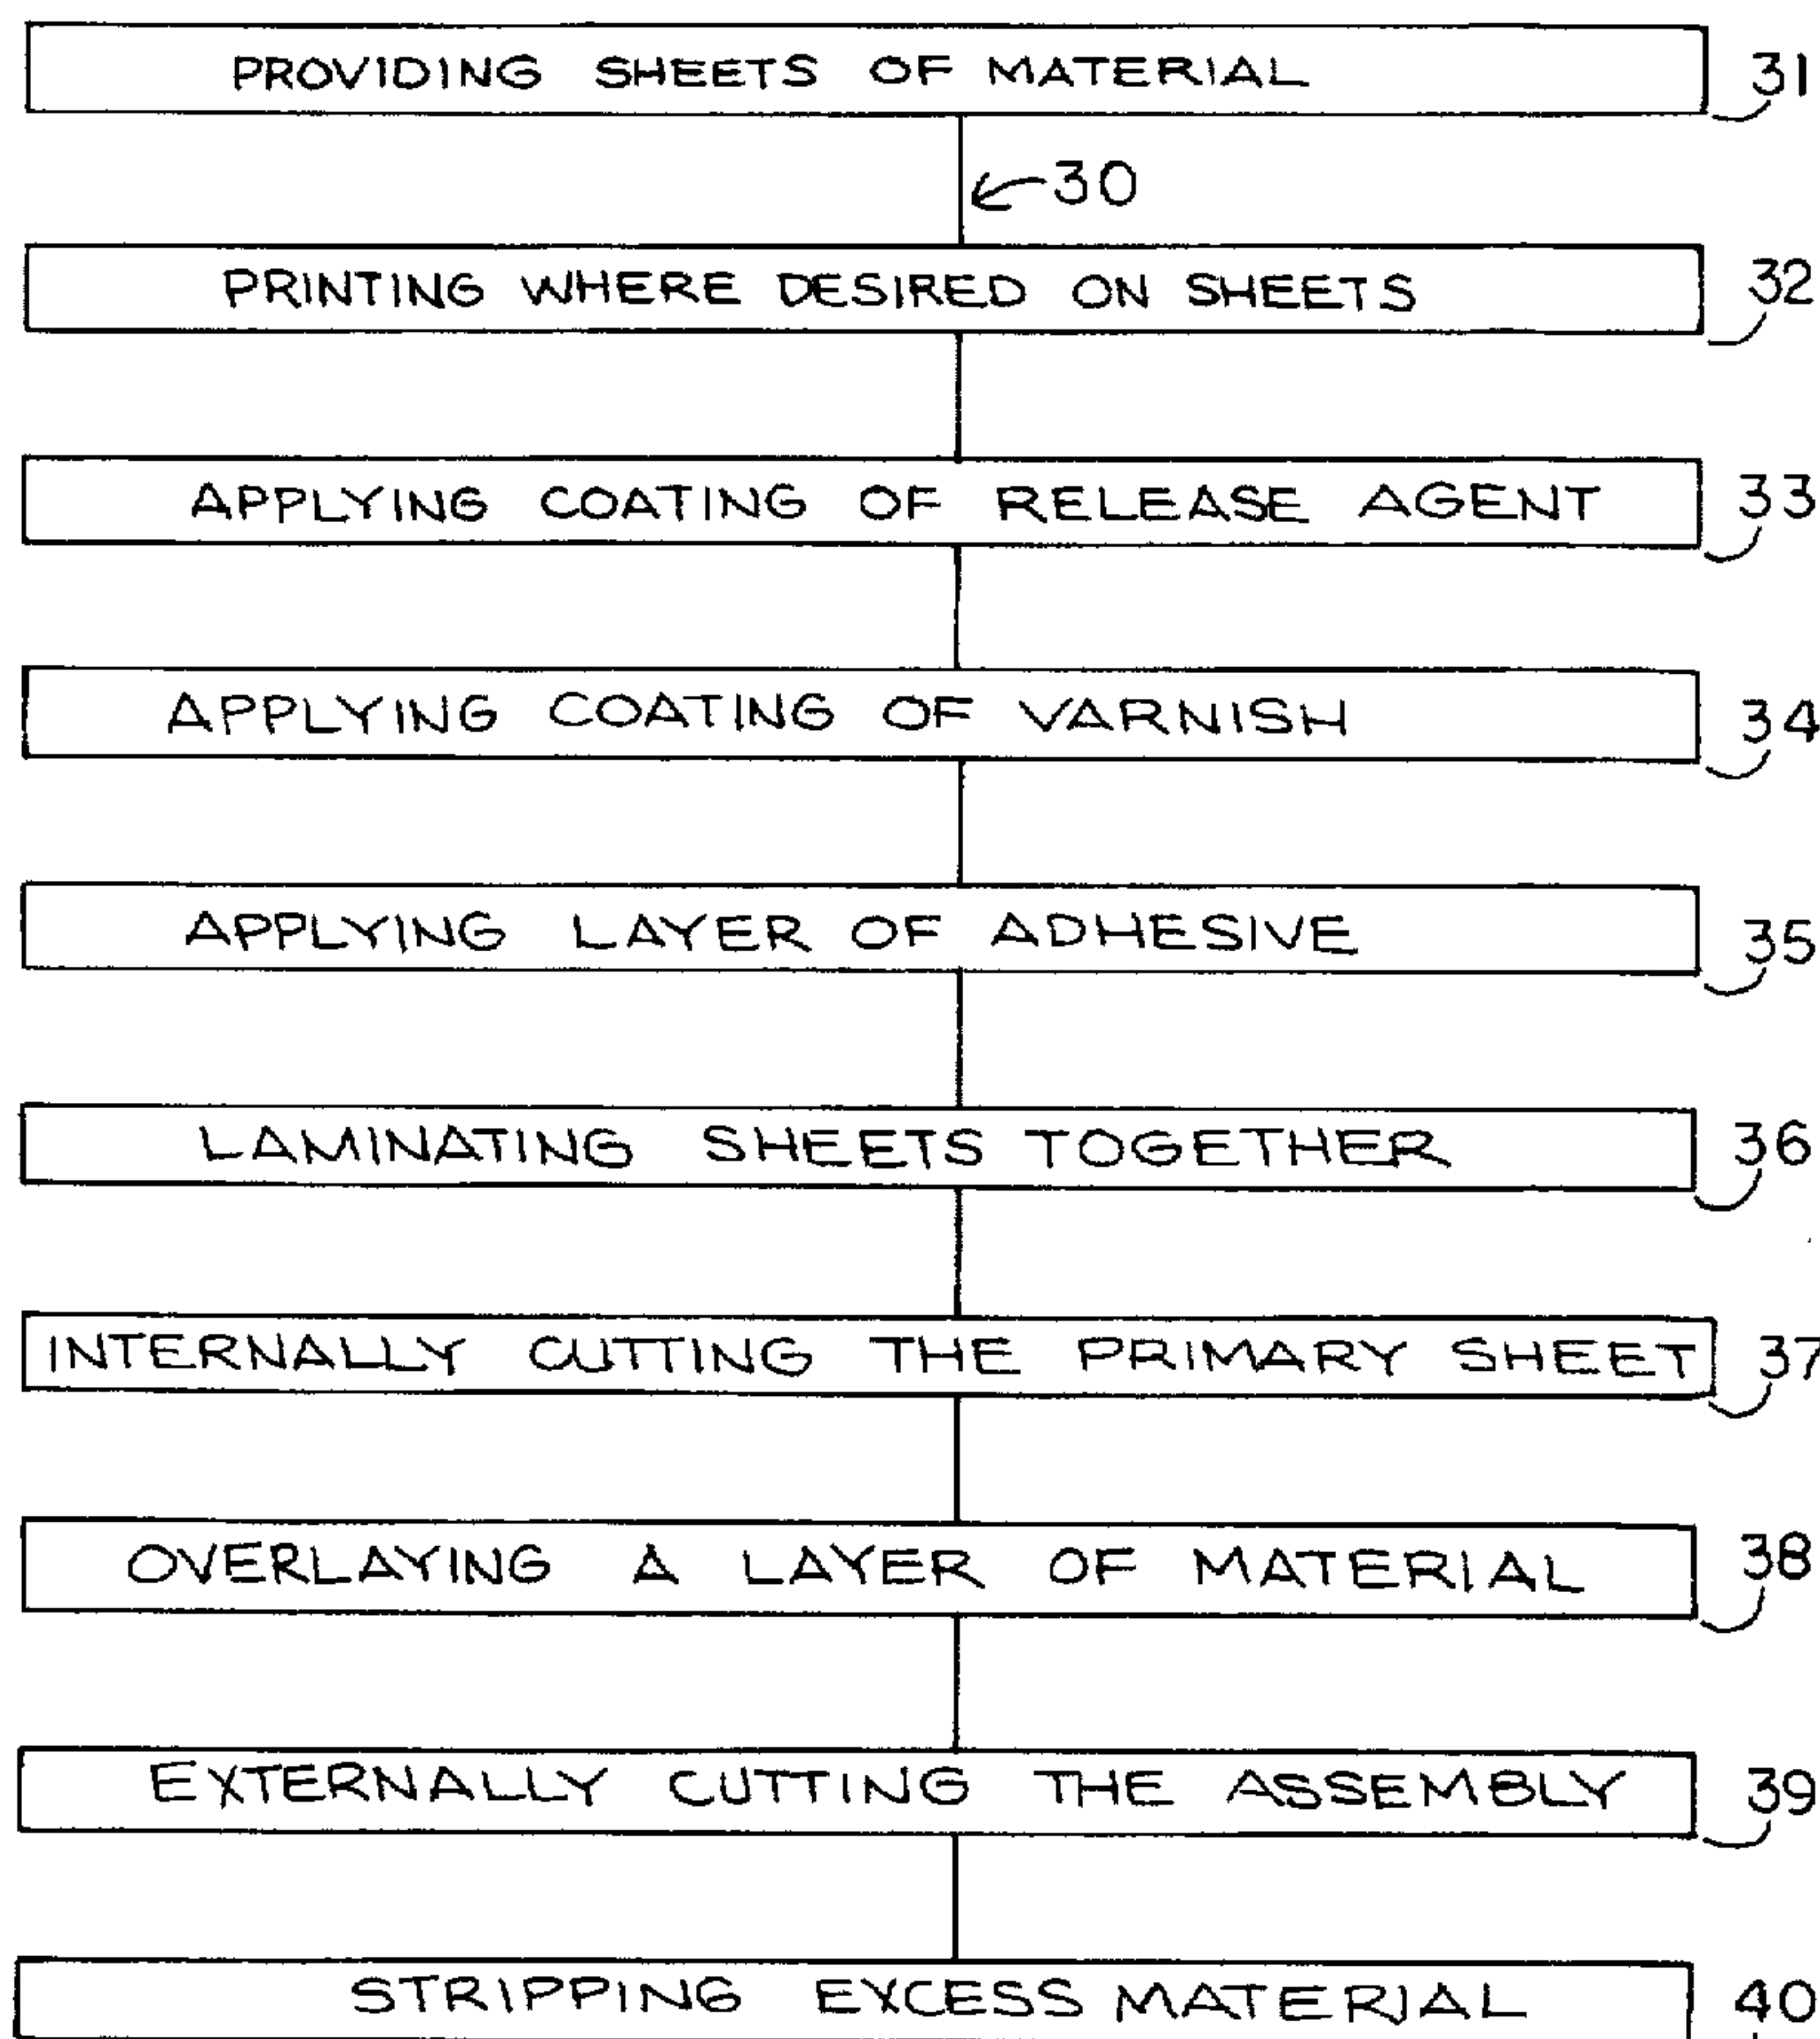 PROVIDING SHEETS OF MATERIAL 31
30
PRINTING WHERE DESIRED ON SHEETS 32
APPLYING COATING OF RELEASE AGENT 33
APPLYING COATING OF VARNISH 34
APPLYING LAYER OF ADHESIVE 35
LAMINATING SHEETS TOGETHER 36
INTERNALLY CUTTING THE PRIMARY SHEET 37
OVERLAYING A LAYER OF MATERIAL 38
EXTERNALLY CUTTING THE ASSEMBLY 39
STRIPPING EXCESS MATERIAL 40